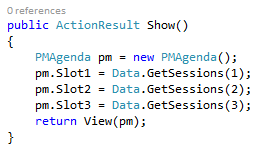 0 references
public ActionResult Show()
{
    PMAgenda pm = new PMAgenda();
    pm.Slot1 = Data.GetSessions(1);
    pm.Slot2 = Data.GetSessions(2);
    pm.Slot3 = Data.GetSessions(3);
    return View(pm);
}